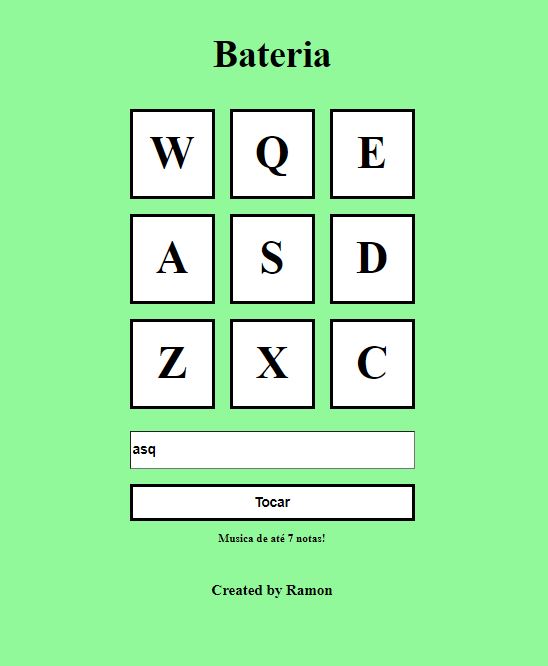 Bateria
W Q E
A S D
Z X C
asq
Tocar
Musica de até 7 notas!
Created by Ramon